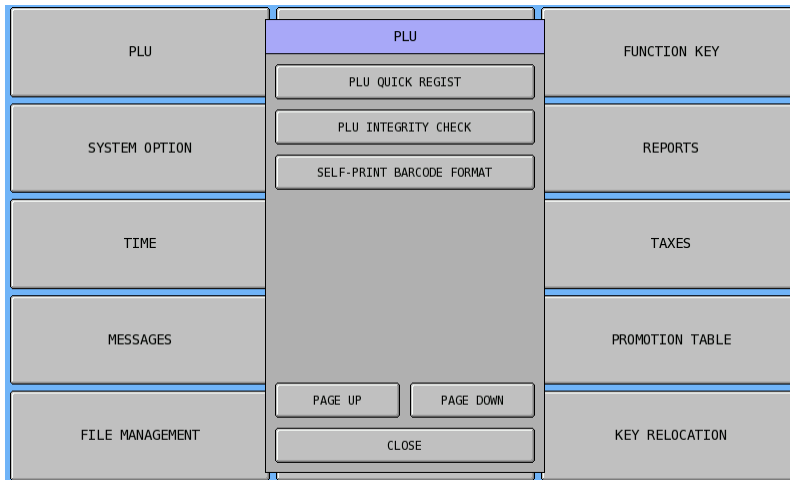 PLU
FUNCTION KEY
SYSTEM OPTION
REPORTS
TIME
TAXES
MESSAGES
PROMOTION TABLE
FILE MANAGEMENT
KEY RELOCATION
PLU
PLU QUICK REGIST
PLU INTEGRITY CHECK
SELF-PRINT BARCODE FORMAT
PAGE UP
PAGE DOWN
CLOSE